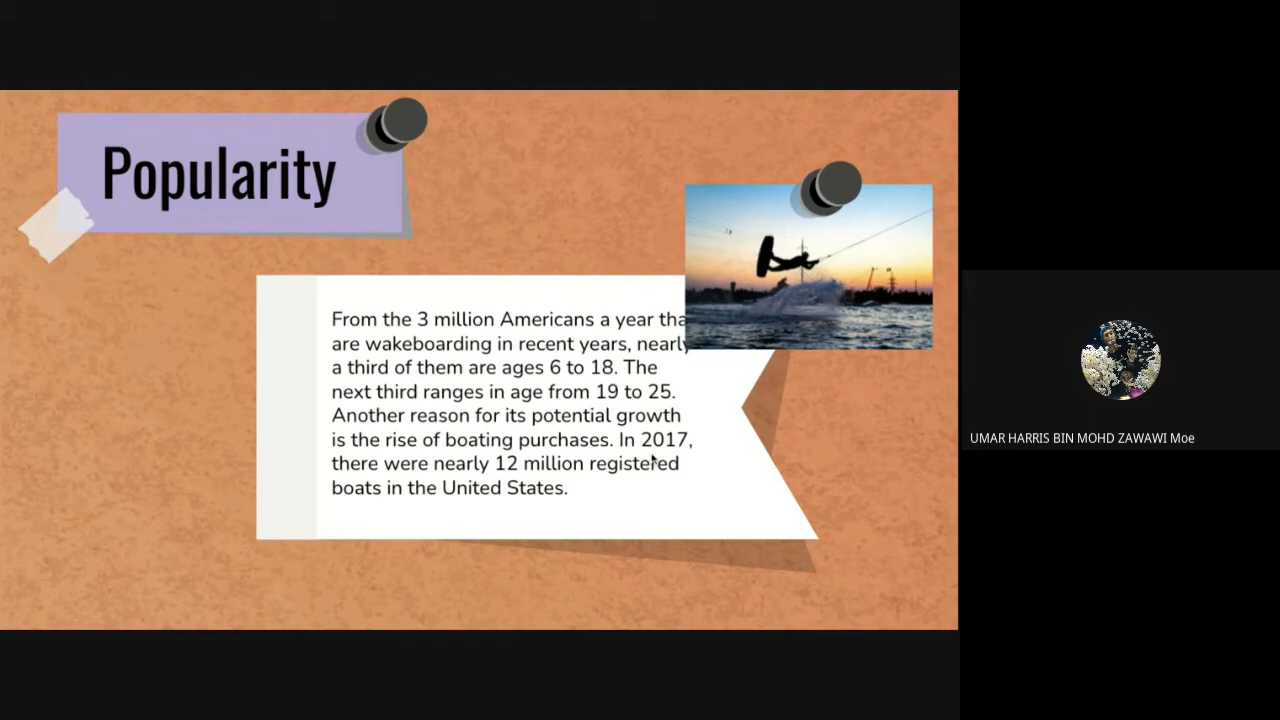 Popularity
From the 3 million Americans a year tha
are wakeboarding in recent years, nearly
a third of them are ages 6 to 18. The
next third ranges in age from 19 to 25.
Another reason for its potential growth
is the rise of boating purchases. In 2017,
there were nearly 12 million registered
boats in the United States.
UMAR HARRIS BIN MOHD ZAWAWI Moe